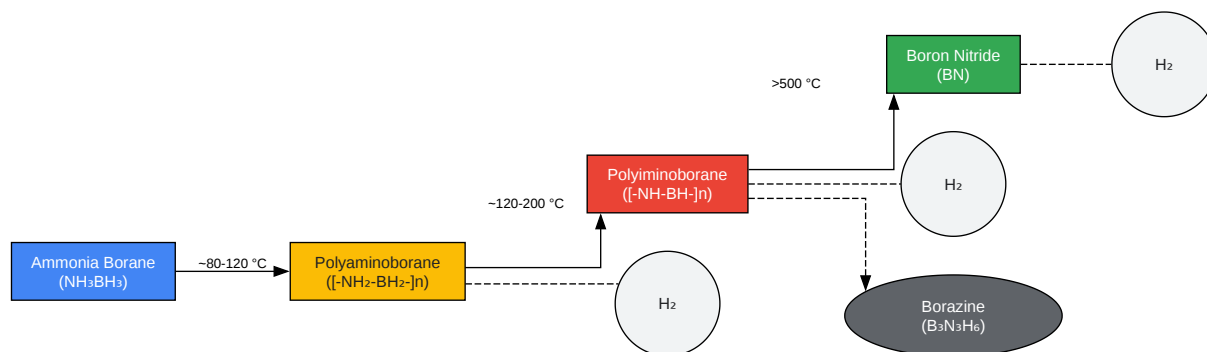 Boron Nitride
(BN)
H₂
>500 °C
Polyiminoborane
([-NH-BH-]n)
H₂
~120-200 °C
Ammonia Borane
(NH₃BH₃)
~80-120 °C
Polyaminoborane
([-NH₂-BH₂-]n)
H₂
Borazine
(B₃N₃H₆)